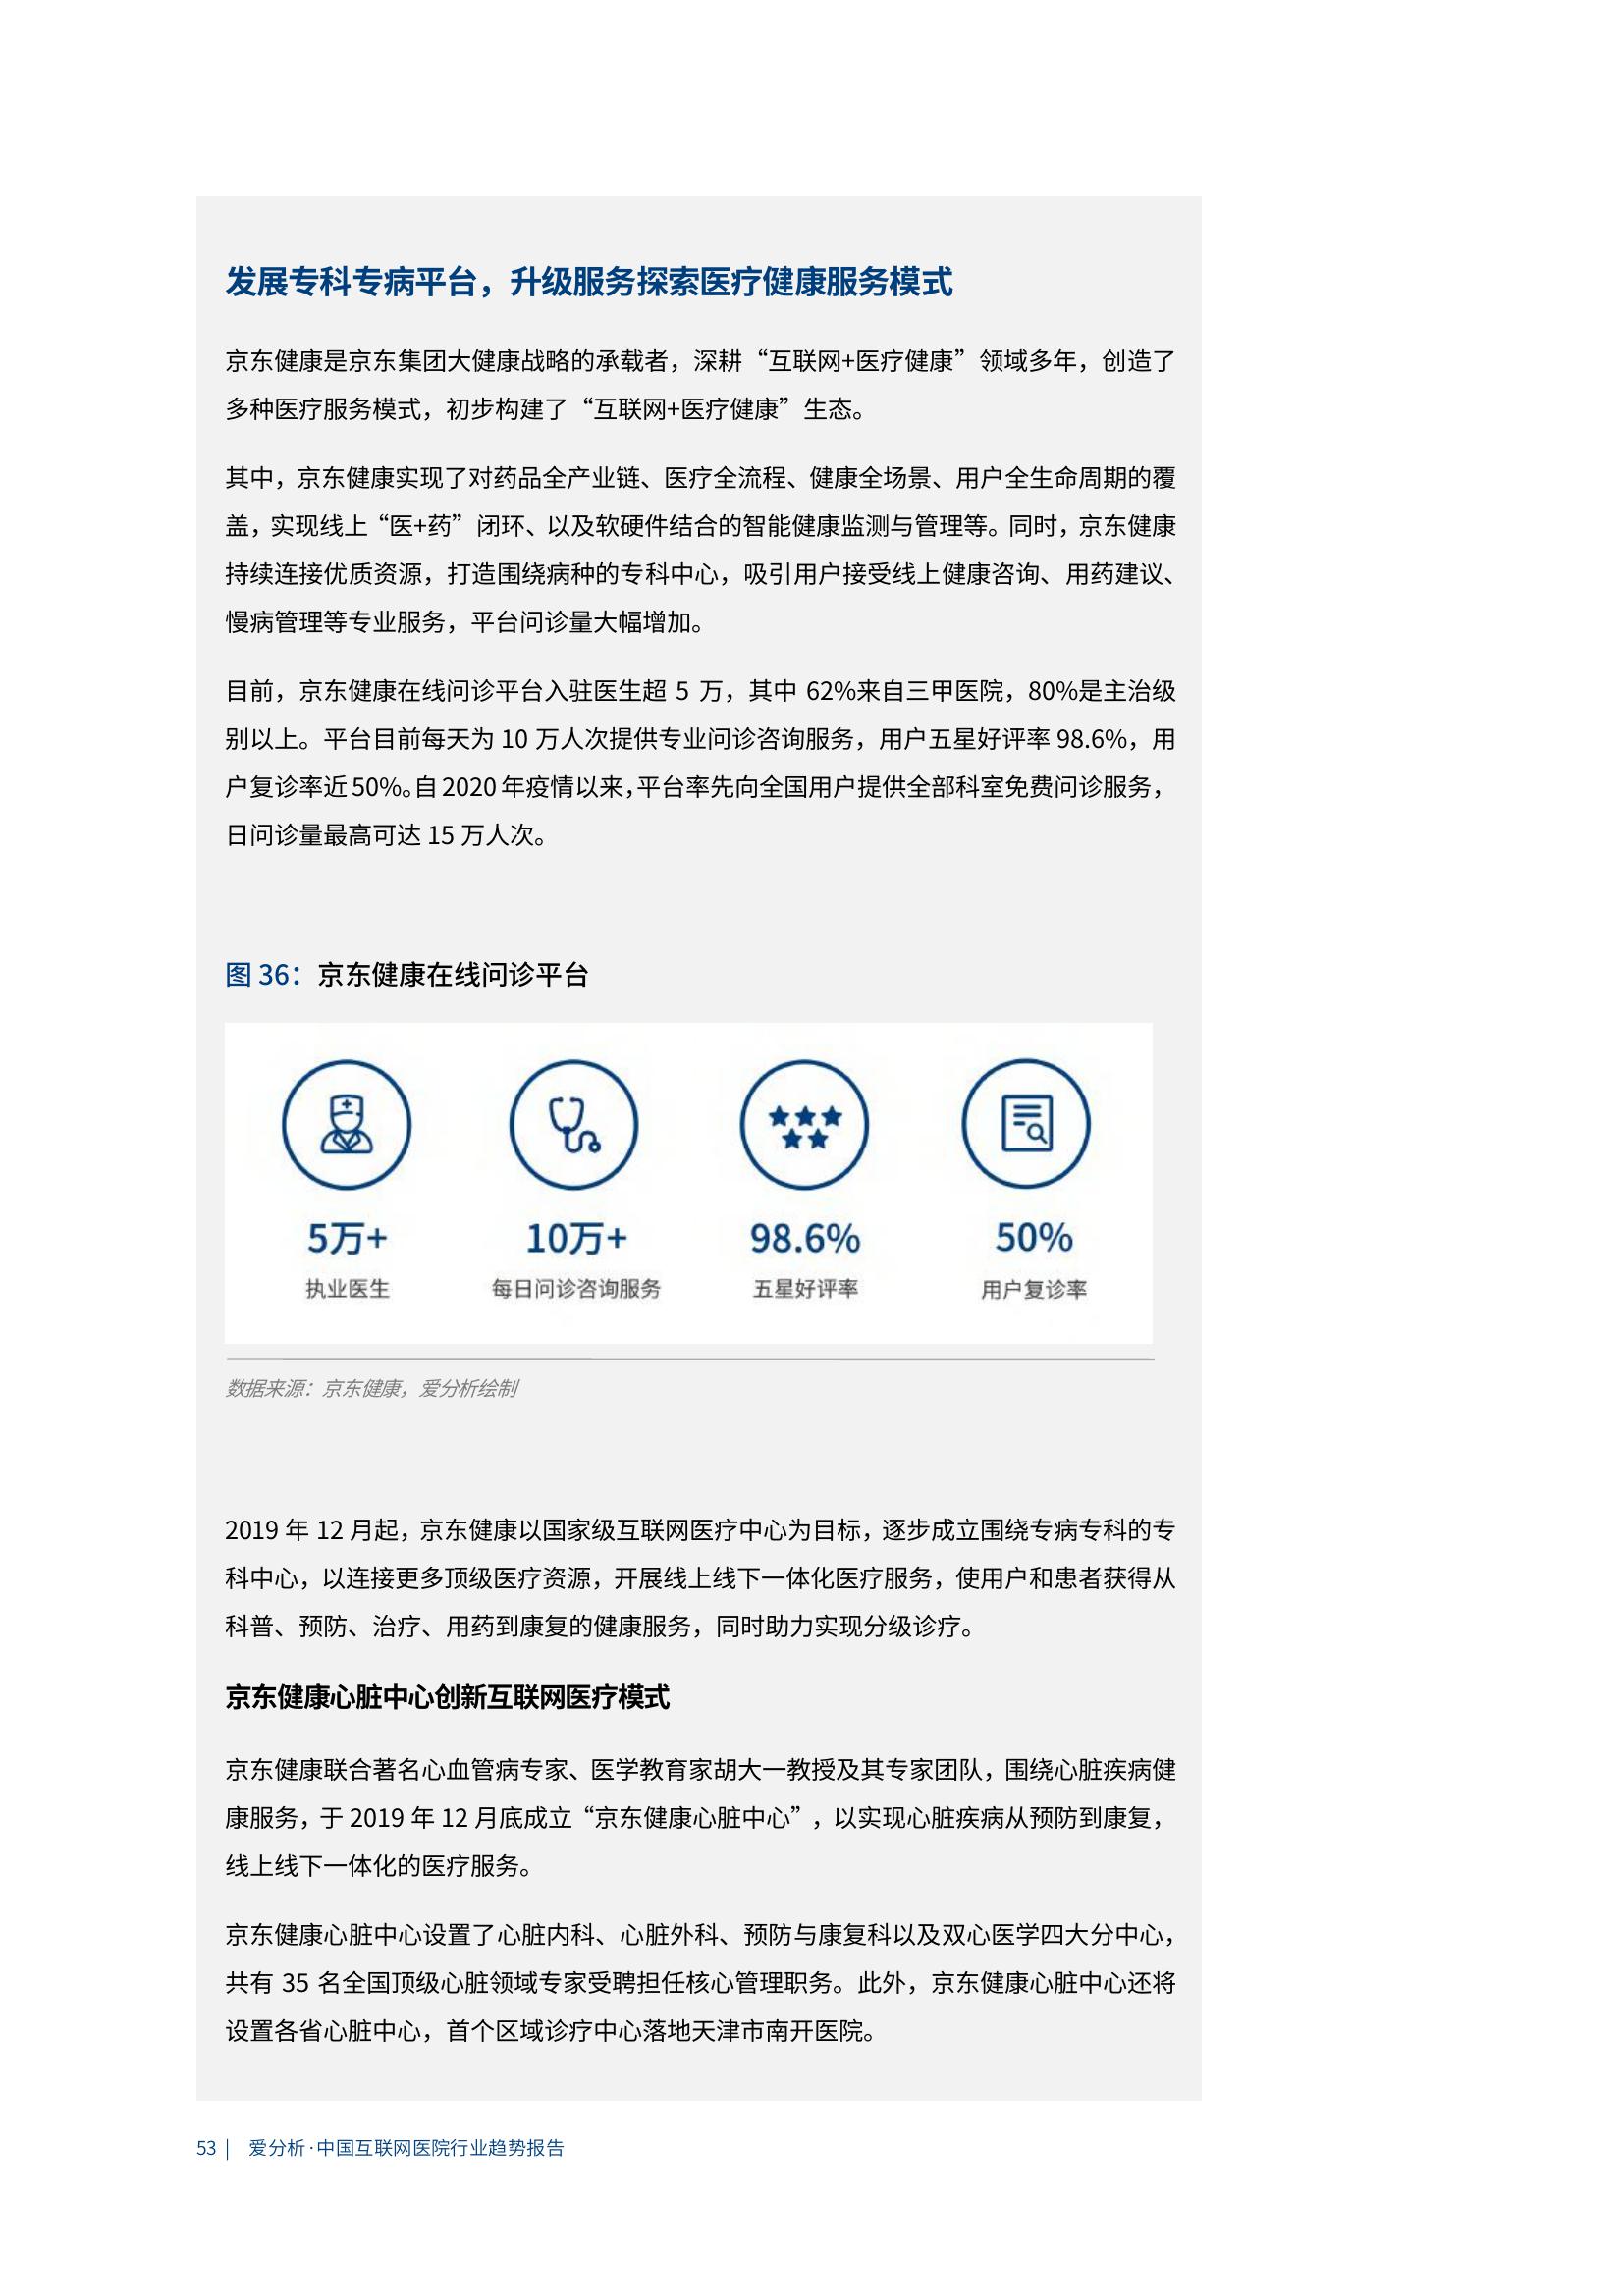 发展专科专病平台，升级服务探索医疗健康服务模式
京东健康是京东集团大健康战略的承载者，深耕“互联网+医疗健康”领域多年，创造了
多种医疗服务模式，初步构建了“互联网+医疗健康”生态。
其中，京东健康实现了对药品全产业链、医疗全流程、健康全场景、用户全生命周期的覆
盖，实现线上“医+药”闭环、以及软硬件结合的智能健康监测与管理等。同时，京东健康
持续连接优质资源，打造围绕病种的专科中心，吸引用户接受线上健康咨询、用药建议、
慢病管理等专业服务，平台问诊量大幅增加。
目前，京东健康在线问诊平台入驻医生超 5 万，其中 62%来自三甲医院，80%是主治级
别以上。平台目前每天为 10 万人次提供专业问诊咨询服务，用户五星好评率 98.6%，用
户复诊率近 50%。自 2020 年疫情以来，平台率先向全国用户提供全部科室免费问诊服务，
日问诊量最高可达 15 万人次。
图 36：京东健康在线问诊平台
5万+ 10万+ 98.6% 50%
执业医生 每日问诊咨询服务 五星好评率 用户复诊率
数据来源：京东健康，爱分析绘制
2019 年 12 月起，京东健康以国家级互联网医疗中心为目标，逐步成立围绕专病专科的专
科中心，以连接更多顶级医疗资源，开展线上线下一体化医疗服务，使用户和患者获得从
科普、预防、治疗、用药到康复的健康服务，同时助力实现分级诊疗。
京东健康心脏中心创新互联网医疗模式
京东健康联合著名心血管病专家、医学教育家胡大一教授及其专家团队，围绕心脏疾病健
康服务，于 2019 年 12 月底成立“京东健康心脏中心”，以实现心脏疾病从预防到康复，
线上线下一体化的医疗服务。
京东健康心脏中心设置了心脏内科、心脏外科、预防与康复科以及双心医学四大分中心，
共有 35 名全国顶级心脏领域专家受聘担任核心管理职务。此外，京东健康心脏中心还将
设置各省心脏中心，首个区域诊疗中心落地天津市南开医院。
53 | 爱分析·中国互联网医院行业趋势报告